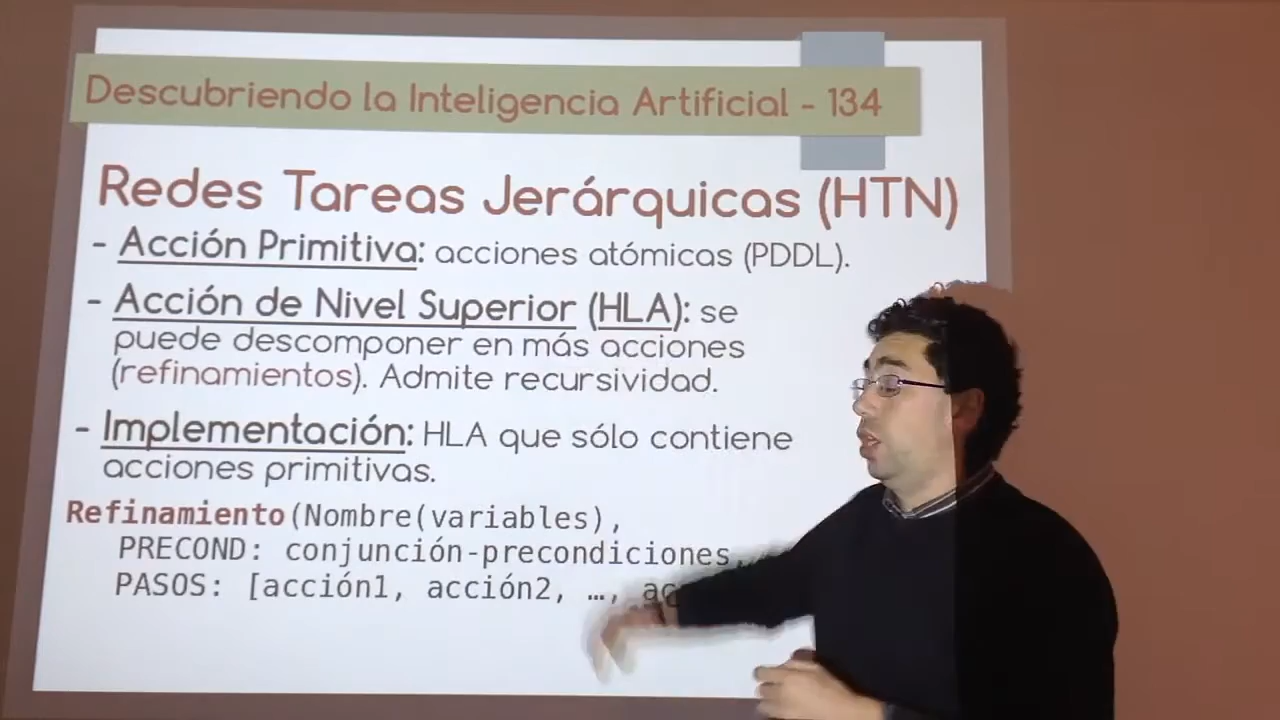 Descubriendo la Inteligencia Artificial - 134
Redes Tareas Jerárquicas (HTN)
- Acción Primitiva: acciones atómicas (PDDL).
- Acción de Nivel Superior (HLA): se
puede descomponer en más acciones
(refinamientos). Admite recursividad.
- Implementación: HLA que sólo contiene
acciones primitivas.
Refinamiento(Nombre(variables),
PRECOND: conjunción-precondiciones,
PASOS: [acción1, acción2, …,